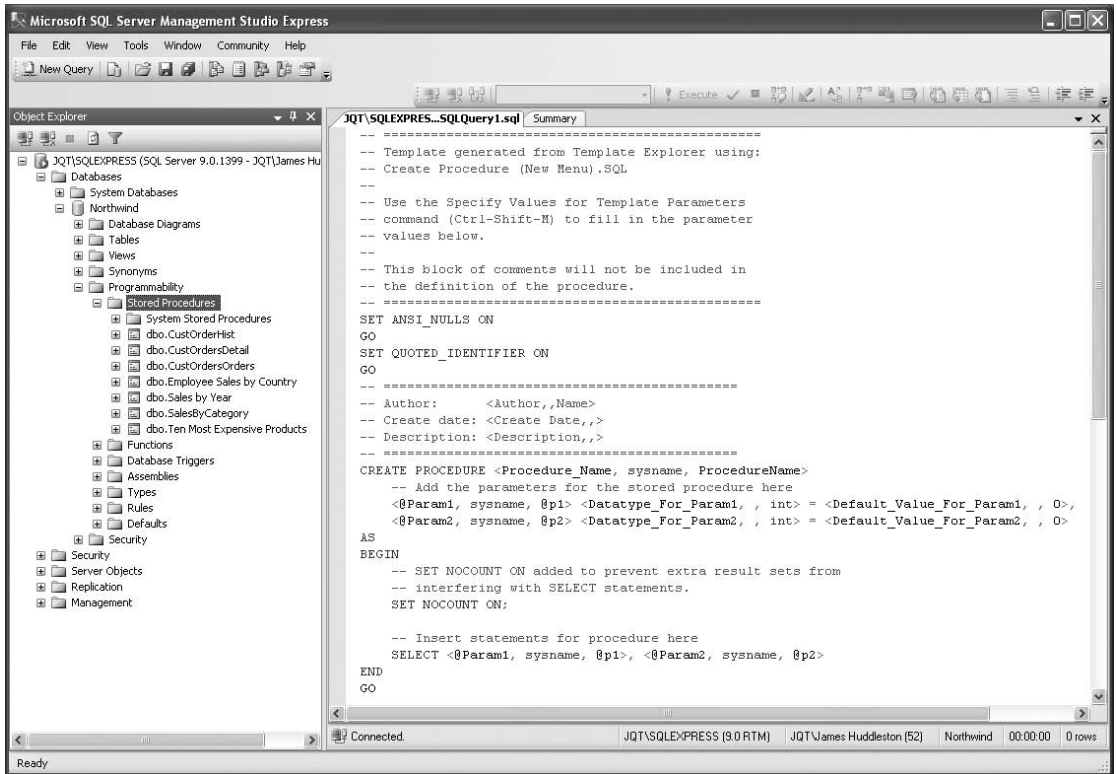 Microsoft SQL Server Management Studio Express
File Edit View Tools Window Community Help
New Query
Execute
Object Explorer
JQT\SQLEXPRES...SQLQuery1.sql Summary
JQT\SQLEXPRESS (SQL Server 9.0.1399 - JQT\James Hu
Databases
System Databases
Northwind
Database Diagrams
Tables
Views
Synonyms
Programmability
Stored Procedures
System Stored Procedures
dbo.CustOrderHist
dbo.CustOrdersDetail
dbo.CustOrdersOrders
dbo.Employee Sales by Country
dbo.Sales by Year
dbo.SalesByCategory
dbo.Ten Most Expensive Products
Functions
Database Triggers
Assemblies
Types
Rules
Defaults
Security
Security
Server Objects
Replication
Management
-- ================================================
-- Template generated from Template Explorer using:
-- Create Procedure (New Menu).SQL
--
-- Use the Specify Values for Template Parameters
-- command (Ctrl-Shift-M) to fill in the parameter
-- values below.
--
-- This block of comments will not be included in
-- the definition of the procedure.
-- ================================================
SET ANSI_NULLS ON
GO
SET QUOTED_IDENTIFIER ON
GO
-- =============================================
-- Author: <Author,,Name>
-- Create date: <Create Date,,>
-- Description: <Description,,>
-- =============================================
CREATE PROCEDURE <Procedure_Name, sysname, ProcedureName>
-- Add the parameters for the stored procedure here
<@Param1, sysname, @p1> <Datatype_For_Param1, , int> = <Default_Value_For_Param1, , 0>,
<@Param2, sysname, @p2> <Datatype_For_Param2, , int> = <Default_Value_For_Param2, , 0>
AS
BEGIN
-- SET NOCOUNT ON added to prevent extra result sets from
-- interfering with SELECT statements.
SET NOCOUNT ON;
-- Insert statements for procedure here
SELECT <@Param1, sysname, @p1>, <@Param2, sysname, @p2>
END
GO
Connected. JQT\SQLEXPRESS (9.0 RTM) JQT\James Huddleston (52) Northwind 00:00:00 0 rows
Ready